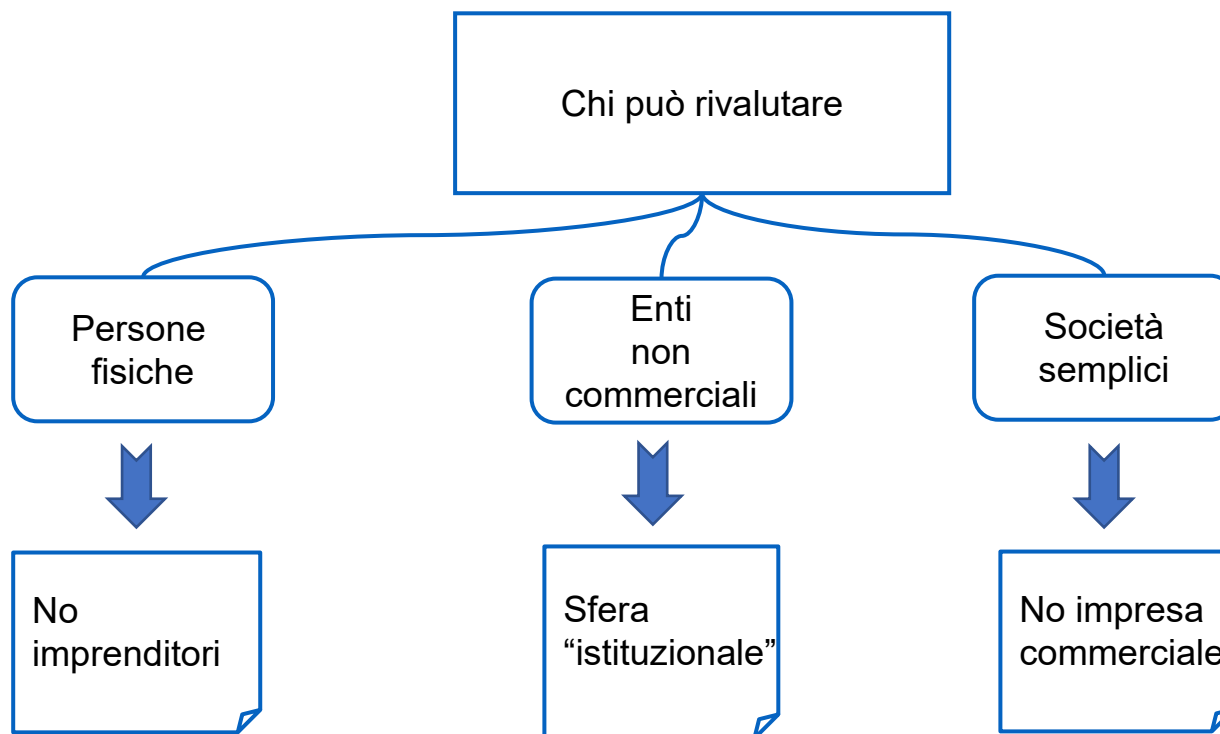 Chi può rivalutare
Persone
fisiche
Enti
non
commerciali
Società
semplici
No
imprenditori
Sfera
“istituzionale”
No impresa
commerciale